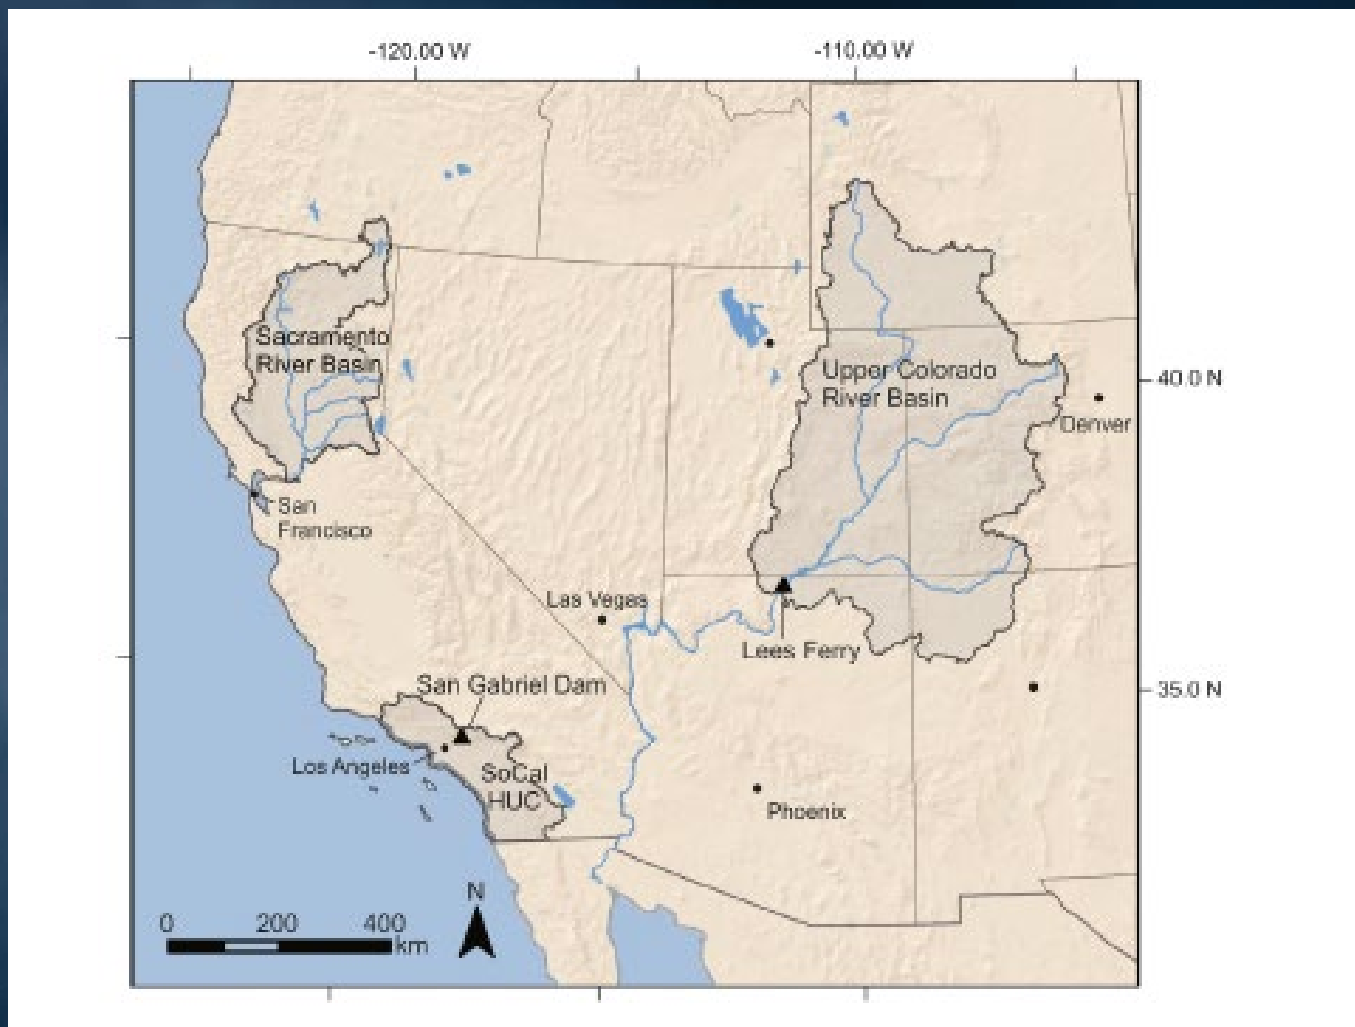 -120.00 W
-110.00 W
Sacramento
River Basin
Upper Colorado
River Basin
40.0 N
Denver
San
Francisco
Las Vegas
Lees Ferry
San Gabriel Dam
35.0 N
Los Angeles
SoCal
HUC
Phoenix
N
0 200 400
km